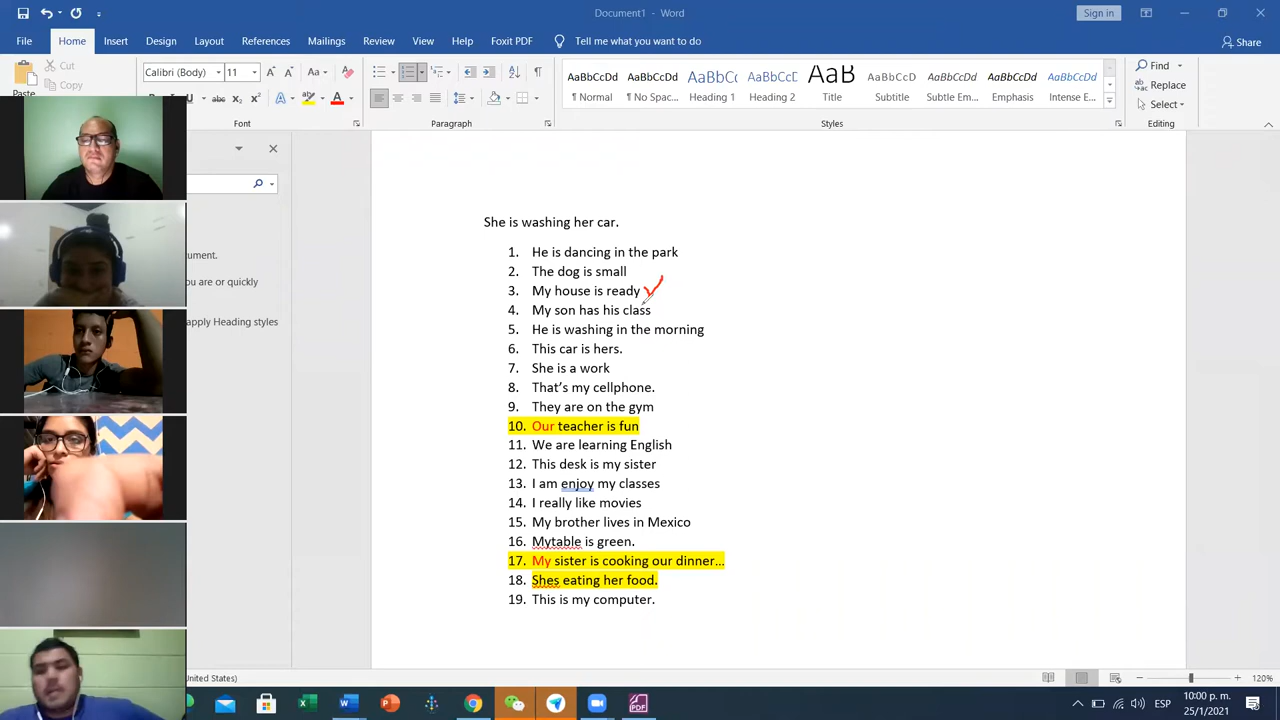 Document1 - Word
Sign in
File Home Insert Design Layout References Mailings Review View Help Foxit PDF Tell me what you want to do Share
Cut
Copy
Paste
Calibri (Body) 11
Aa
abc X₂ X² A
AaBbCcDd AaBbCcDd AaBbCc AaBbCcD AaB AaBbCcD AaBbCcDd AaBbCcDd AaBbCcDd
¶ Normal ¶ No Spac... Heading 1 Heading 2 Title Subtitle Subtle Em... Emphasis Intense E...
Find
Replace
Select
Font Paragraph Styles Editing
cument.
u are or quickly
apply Heading styles
She is washing her car.
1. He is dancing in the park
2. The dog is small
3. My house is ready
4. My son has his class
5. He is washing in the morning
6. This car is hers.
7. She is a work
8. That’s my cellphone.
9. They are on the gym
10. Our teacher is fun
11. We are learning English
12. This desk is my sister
13. I am enjoy my classes
14. I really like movies
15. My brother lives in Mexico
16. Mytable is green.
17. My sister is cooking our dinner…
18. Shes eating her food.
19. This is my computer.
United States)
120%
ESP
10:00 p. m.
25/1/2021